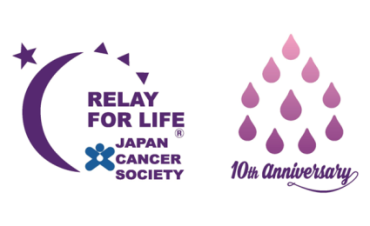 RELAY
FOR LIFE®
JAPAN
CANCER
SOCIETY
10th Anniversary